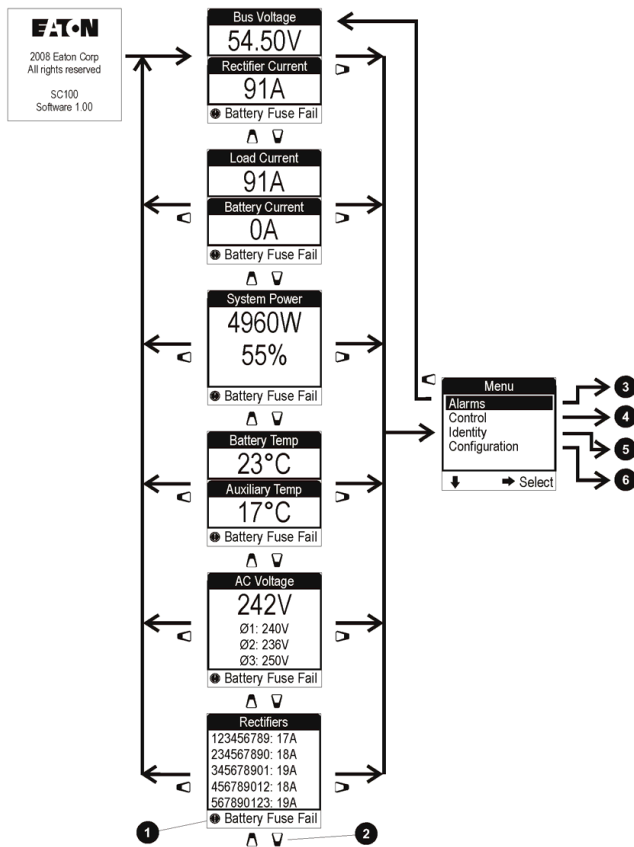 EATON
2008 Eaton Corp
All rights reserved
SC100
Software 1.00
Bus Voltage
54.50V
Rectifier Current
91A
Battery Fuse Fail
Load Current
91A
Battery Current
0A
Battery Fuse Fail
System Power
4960W
55%
Battery Fuse Fail
Battery Temp
23°C
Auxiliary Temp
17°C
Battery Fuse Fail
AC Voltage
242V
Ø1: 240V
Ø2: 236V
Ø3: 250V
Battery Fuse Fail
Rectifiers
123456789: 17A
234567890: 18A
345678901: 19A
456789012: 18A
567890123: 19A
Battery Fuse Fail
1
2
Menu
Alarms
Control
Identity
Configuration
Select
3
4
5
6